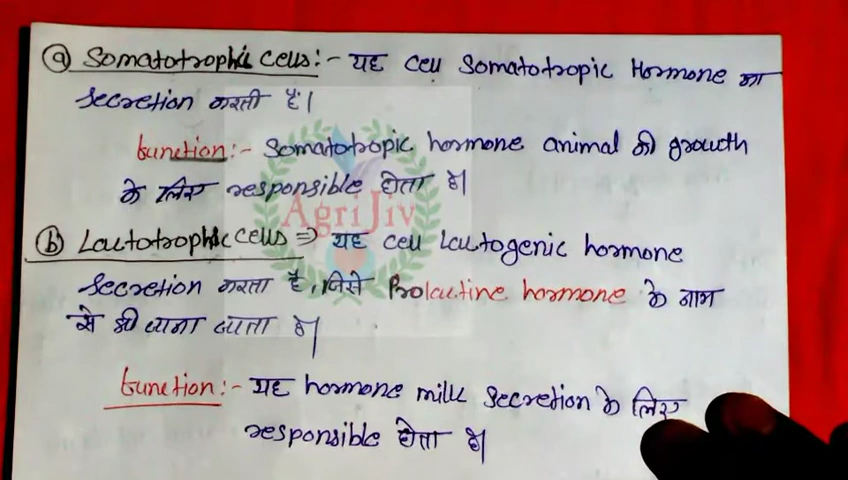 (a) Somatotrophic cells:- यह cell Somatotropic Hormone का
secretion करती हैं।
function:- Somatotropic hormone animal की growth
के लिए responsible होता है।
AgriJiv
(b) Lactotrophic cells ⇒ यह cell Lactogenic hormone
secretion करता है, जिसे Prolactine hormone के नाम
से भी जाना जाता है।
function:- यह hormone milk secretion के लिए
responsible होता है।